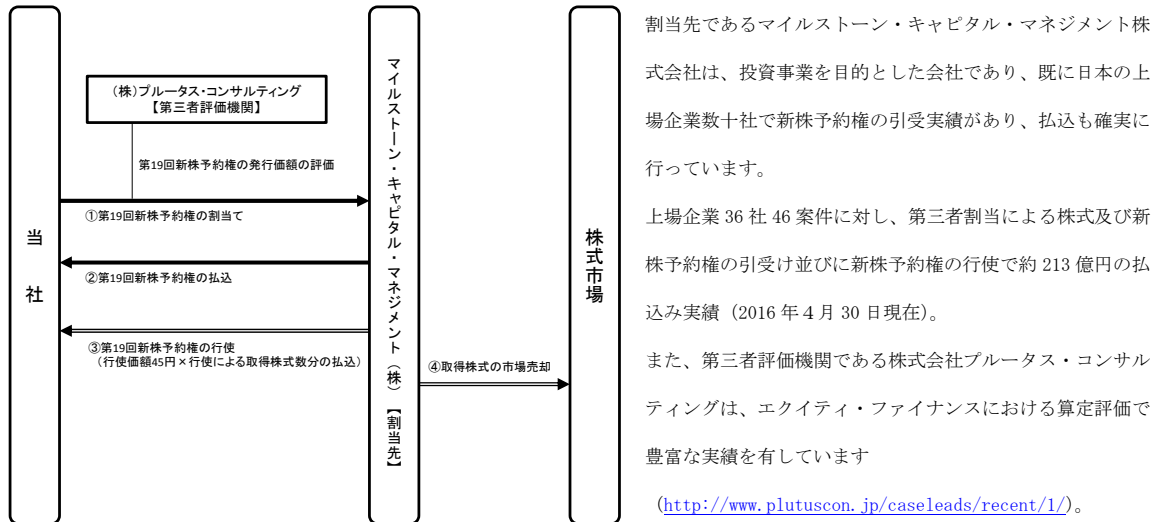 (株)プルータス・コンサルティング
【第三者評価機関】
第19回新株予約権の発行価額の評価
①第19回新株予約権の割当て
当社
②第19回新株予約権の払込
③第19回新株予約権の行使
(行使価額45円×行使による取得株式数分の払込)
マイルストーン・キャピタル・マネジメント(株)【割当先】
④取得株式の市場売却
株式市場
割当先であるマイルストーン・キャピタル・マネジメント株
式会社は、投資事業を目的とした会社であり、既に日本の上
場企業数十社で新株予約権の引受実績があり、払込も確実に
行っています。
上場企業 36 社 46 案件に対し、第三者割当による株式及び新
株予約権の引受け並びに新株予約権の行使で約 213 億円の払
込み実績(2016 年４月 30 日現在)。
また、第三者評価機関である株式会社プルータス・コンサル
ティングは、エクイティ・ファイナンスにおける算定評価で
豊富な実績を有しています
(http://www.plutuscon.jp/caseleads/recent/1/)。